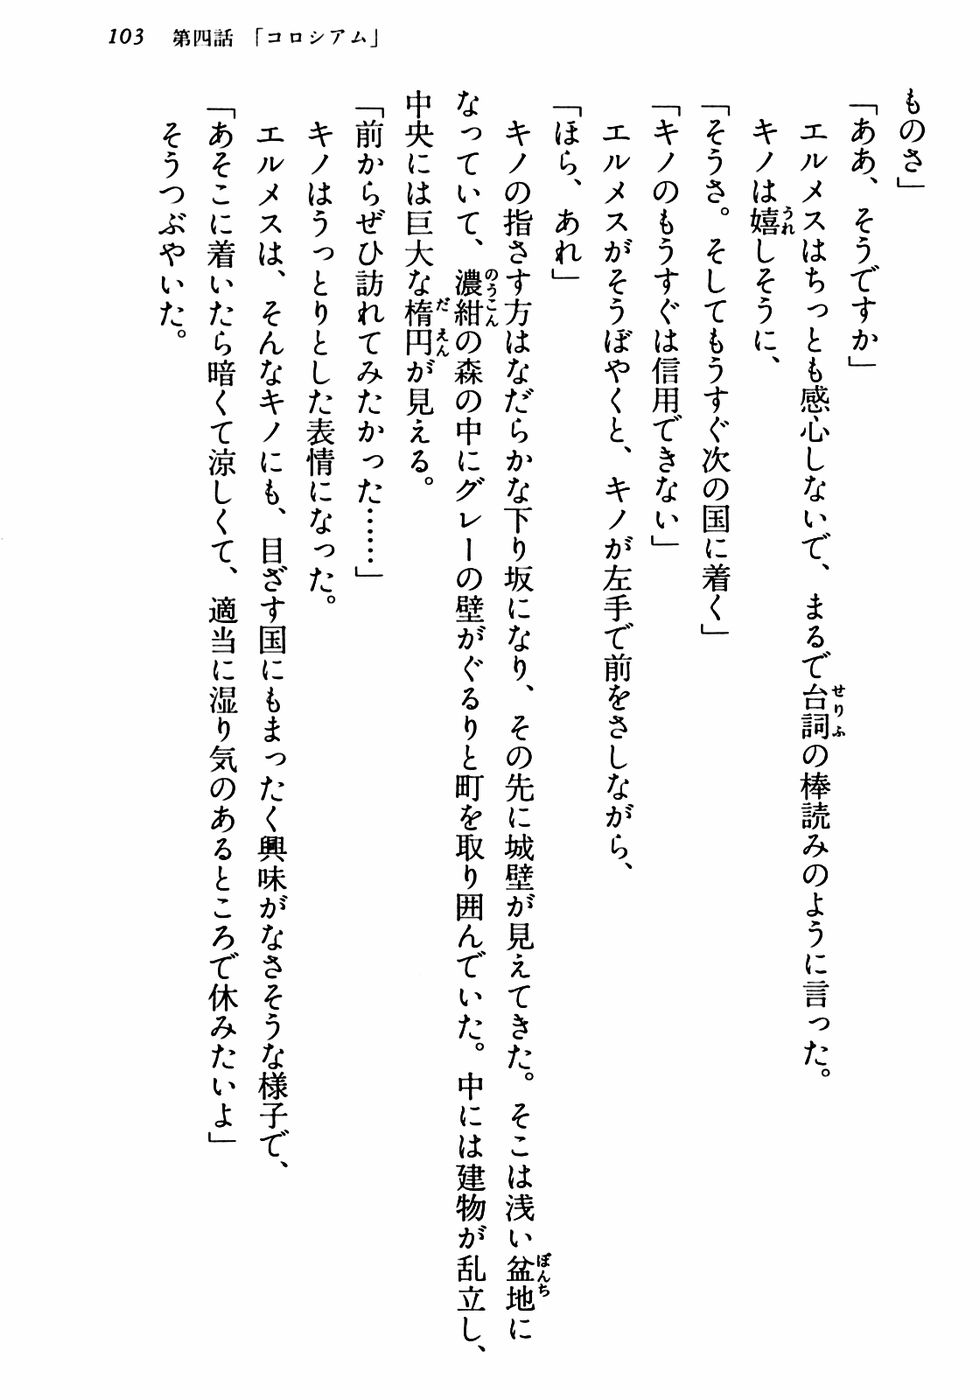 103　第四話　「コロシアム」
ものさ」
「ああ、そうですか」
エルメスはちっとも感心しないで、まるで台詞の棒読みのように言った。
キノは嬉しそうに、
「そうさ。そしてもうすぐ次の国に着く」
「キノのもうすぐは信用できない」
エルメスがそうぼやくと、キノが左手で前をさしながら、
「ほら、あれ」
キノの指さす方はなだらかな下り坂になり、その先に城壁が見えてきた。そこは浅い盆地に
なっていて、濃紺の森の中にグレーの壁がぐるりと町を取り囲んでいた。中には建物が乱立し、
中央には巨大な楕円が見える。
「前からぜひ訪れてみたかった……」
キノはうっとりとした表情になった。
エルメスは、そんなキノにも、目ざす国にもまったく興味がなさそうな様子で、
「あそこに着いたら暗くて涼しくて、適当に湿り気のあるところで休みたいよ」
そうつぶやいた。